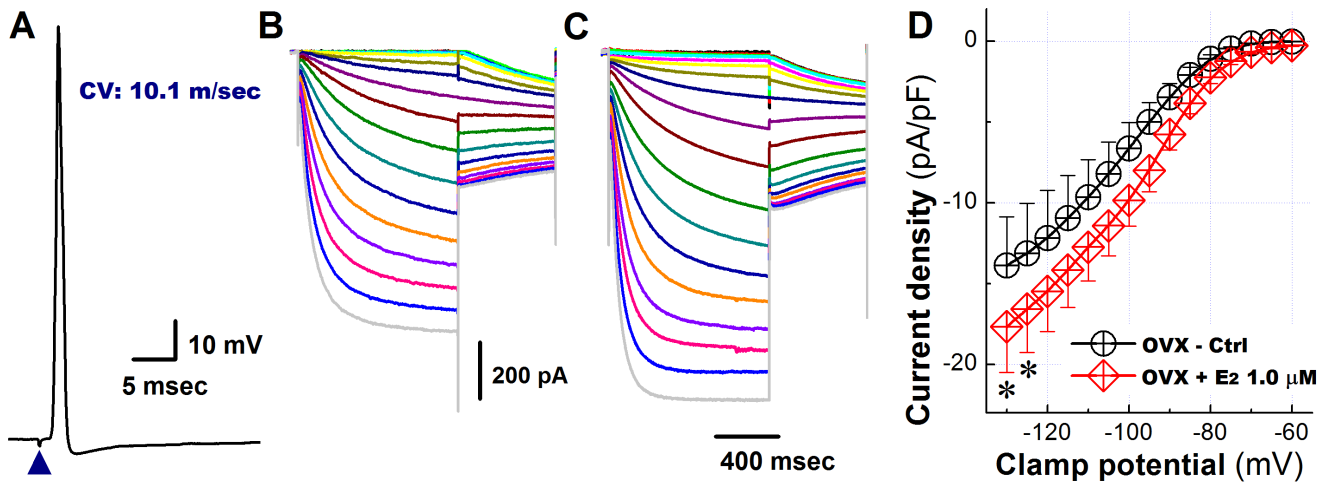 A
CV: 10.1 m/sec
10 mV
5 msec
B
200 pA
C
400 msec
D
Current density (pA/pF)
0
-10
-20
OVX - Ctrl
OVX + E2 1.0 μM
* *
-120 -100 -80 -60
Clamp potential (mV)